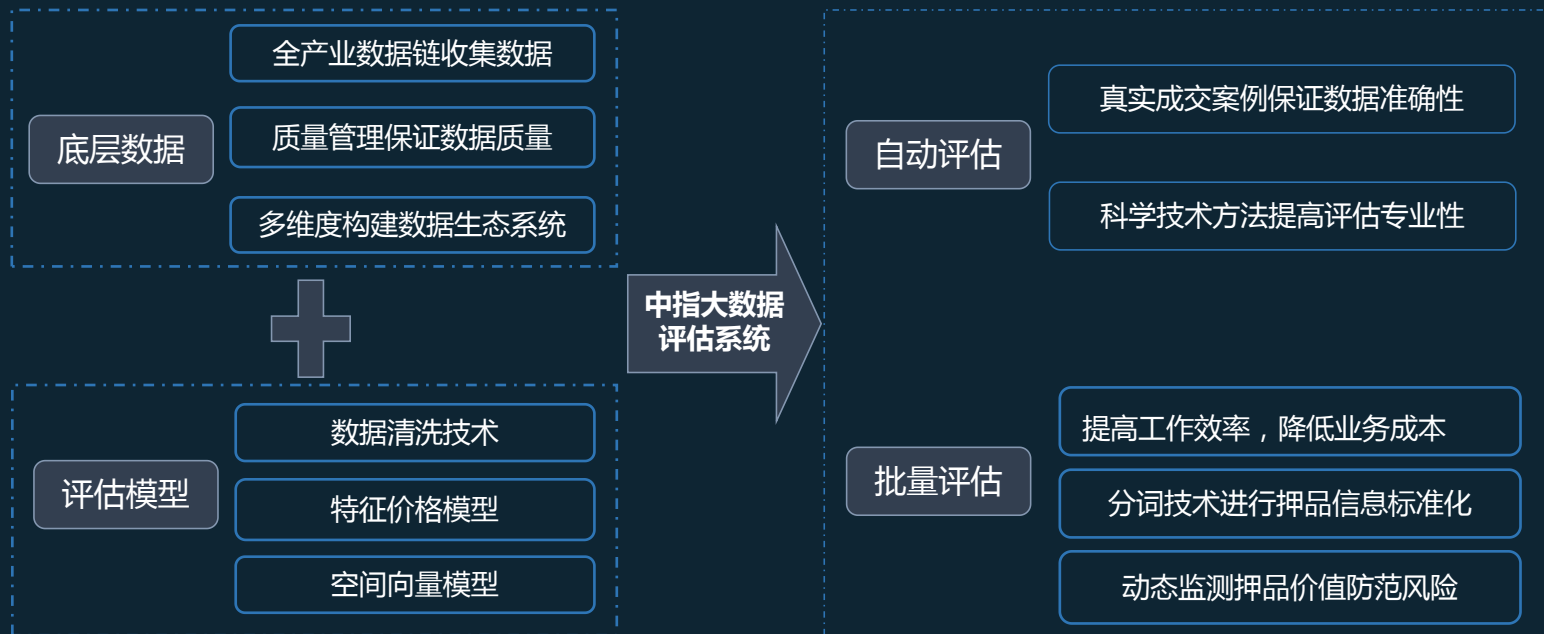 全产业数据链收集数据
底层数据
质量管理保证数据质量
多维度构建数据生态系统
评估模型
数据清洗技术
特征价格模型
空间向量模型
中指大数据
评估系统
自动评估
真实成交案例保证数据准确性
科学技术方法提高评估专业性
批量评估
提高工作效率，降低业务成本
分词技术进行押品信息标准化
动态监测押品价值防范风险